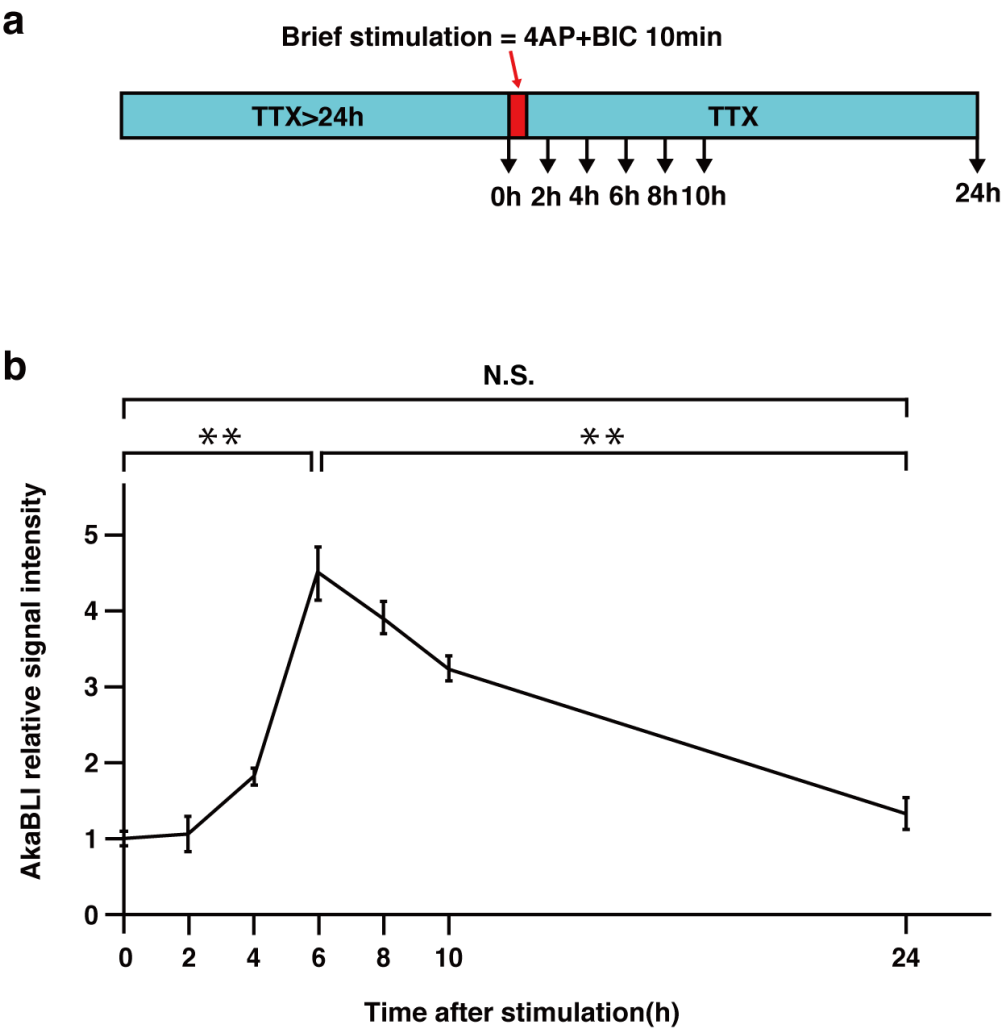 a
Brief stimulation = 4AP+BIC 10min
TTX>24h TTX
0h 2h 4h 6h 8h 10h 24h
b
N.S.
** **
AkaBLI relative signal intensity
5
4
3
2
1
0
0 2 4 6 8 10 24
Time after stimulation(h)